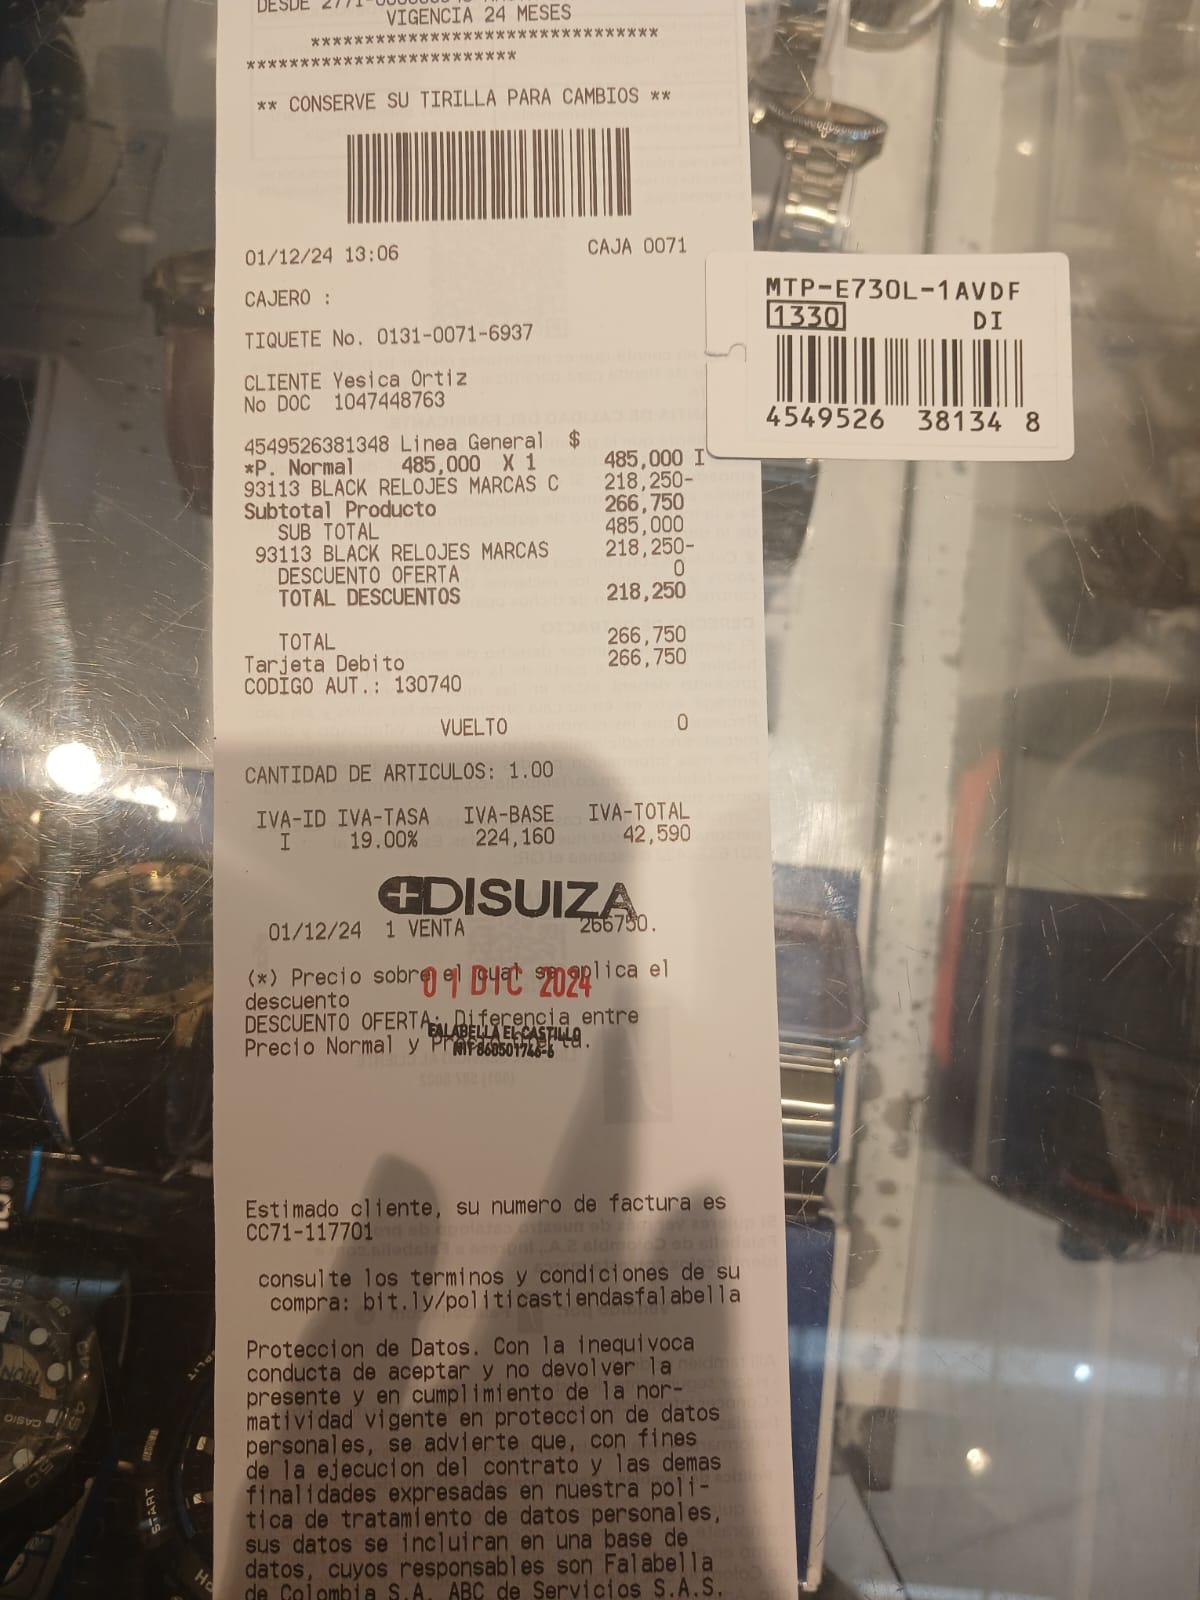 VIGENCIA 24 MESES
********************************
*************************
** CONSERVE SU TIRILLA PARA CAMBIOS **
01/12/24 13:06 CAJA 0071
CAJERO :
TIQUETE No. 0131-0071-6937
CLIENTE Yesica Ortiz
No DOC 1047448763
4549526381348 Linea General $
*P. Normal 485,000 X 1 485,000 I
93113 BLACK RELOJES MARCAS C 218,250-
Subtotal Producto 266,750
SUB TOTAL 485,000
93113 BLACK RELOJES MARCAS 218,250-
DESCUENTO OFERTA 0
TOTAL DESCUENTOS 218,250
TOTAL 266,750
Tarjeta Debito 266,750
CODIGO AUT.: 130740
VUELTO 0
CANTIDAD DE ARTICULOS: 1.00
IVA-ID IVA-TASA IVA-BASE IVA-TOTAL
I 19.00% 224,160 42,590
DISUIZA
01/12/24 1 VENTA 266750.
(*) Precio sobre el cual se aplica el
01 DIC 2024
descuento
DESCUENTO OFERTA: Diferencia entre
FALABELLA EL CASTILLO
Precio Normal y
NIT 860501746-6
Estimado cliente, su numero de factura es
CC71-117701
consulte los terminos y condiciones de su
compra: bit.ly/politicastiendasfalabella
Proteccion de Datos. Con la inequivoca
conducta de aceptar y no devolver la
presente y en cumplimiento de la nor-
matividad vigente en proteccion de datos
personales, se advierte que, con fines
de la ejecucion del contrato y las demas
finalidades expresadas en nuestra poli-
tica de tratamiento de datos personales,
sus datos se incluiran en una base de
datos, cuyos responsables son Falabella
de Colombia S.A. ABC de Servicios S.A.S.
MTP-E730L-1AVDF
1330 DI
4549526 38134 8
CASIO
START
SPLIT